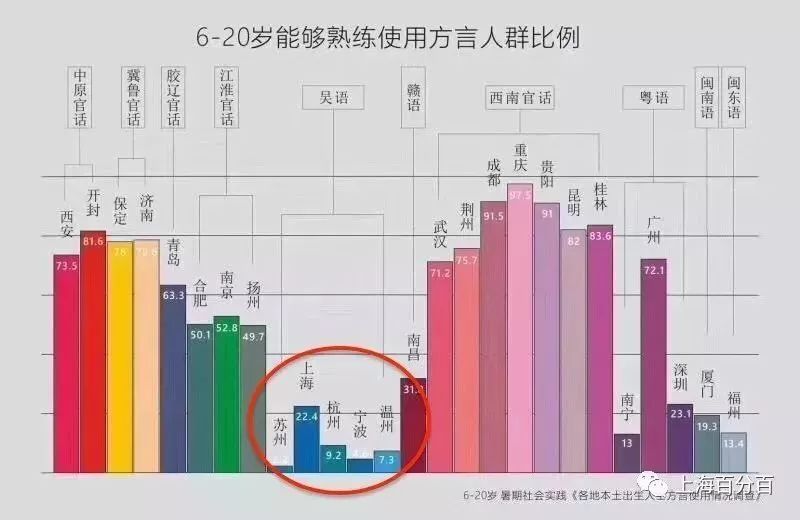 6-20岁能够熟练使用方言人群比例
中原官话
冀鲁官话
胶辽官话
江淮官话
吴语
赣语
西南官话
粤语
闽南语
闽东语
西安
开封
保定
济南
青岛
合肥
南京
扬州
苏州
上海
杭州
宁波
温州
南昌
武汉
荆州
成都
重庆
贵阳
昆明
桂林
南宁
广州
深圳
厦门
福州
73.5
81.6
78
63.3
50.1
52.8
49.7
2.2
22.4
9.2
4.6
7.3
71.2
75.7
91.5
97.5
91
82
83.6
13
72.1
23.1
19.3
13.4
6-20岁 暑期社会实践《各地本土出生人士方言使用情况调查》
上海百分百